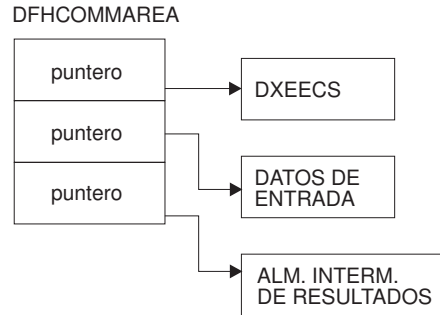 DFHCOMMAREA
puntero
DXEECS
puntero
DATOS DE
ENTRADA
puntero
ALM. INTERM.
DE RESULTADOS